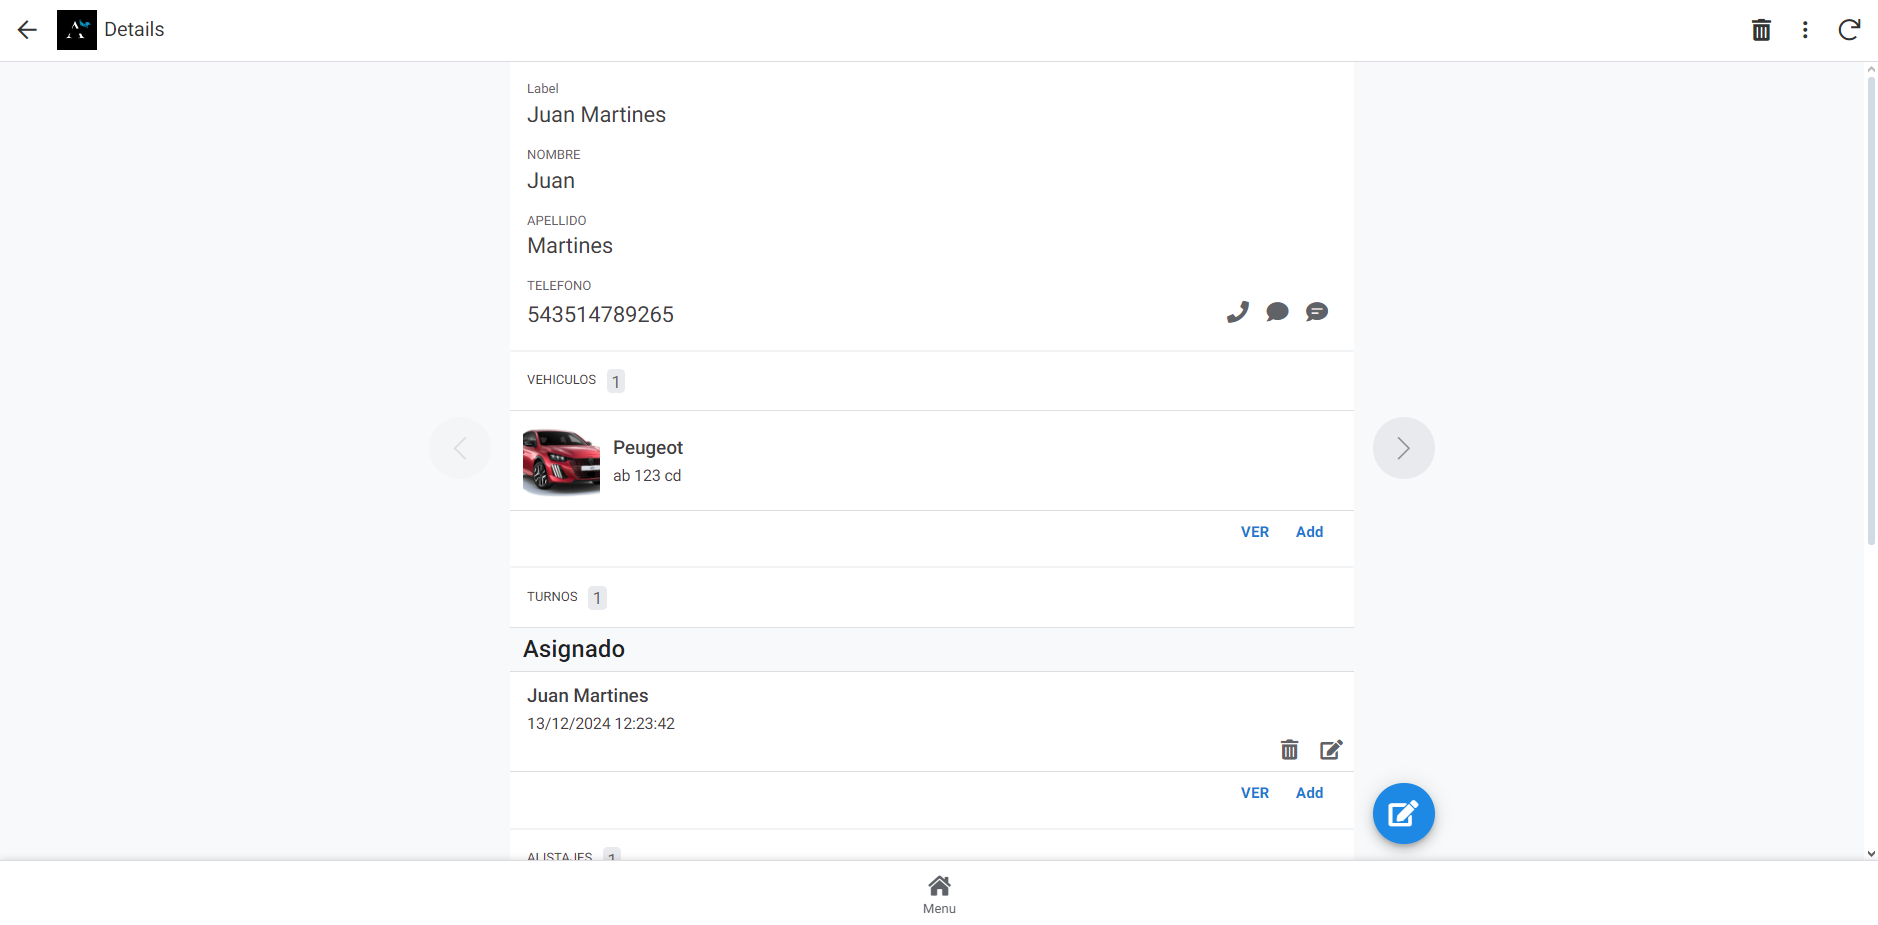 Details
Label
Juan Martines
NOMBRE
Juan
APELLIDO
Martines
TELEFONO
543514789265
VEHICULOS 1
Peugeot
ab 123 cd
VER Add
TURNOS 1
Asignado
Juan Martines
13/12/2024 12:23:42
VER Add
ALISTAJES 1
Menu